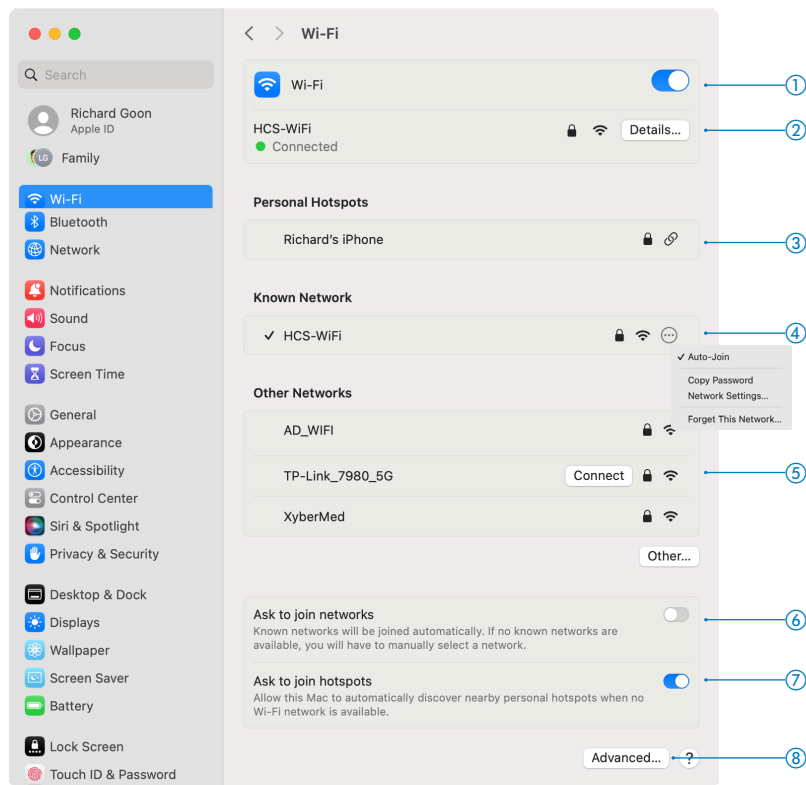 Wi-Fi
Search
Richard Goon
Apple ID
LG
Family
Wi-Fi
Bluetooth
Network
Notifications
Sound
Focus
Screen Time
General
Appearance
Accessibility
Control Center
Siri & Spotlight
Privacy & Security
Desktop & Dock
Displays
Wallpaper
Screen Saver
Battery
Lock Screen
Touch ID & Password
Wi-Fi
1
HCS-WiFi
Details...
2
Connected
Personal Hotspots
Richard’s iPhone
3
Known Network
✓ HCS-WiFi
4
✓ Auto-Join
Copy Password
Network Settings...
Forget This Network...
Other Networks
AD_WIFI
TP-Link_7980_5G
Connect
5
XyberMed
Other...
Ask to join networks
6
Known networks will be joined automatically. If no known networks are
available, you will have to manually select a network.
Ask to join hotspots
7
Allow this Mac to automatically discover nearby personal hotspots when no
Wi-Fi network is available.
Advanced...
?
8